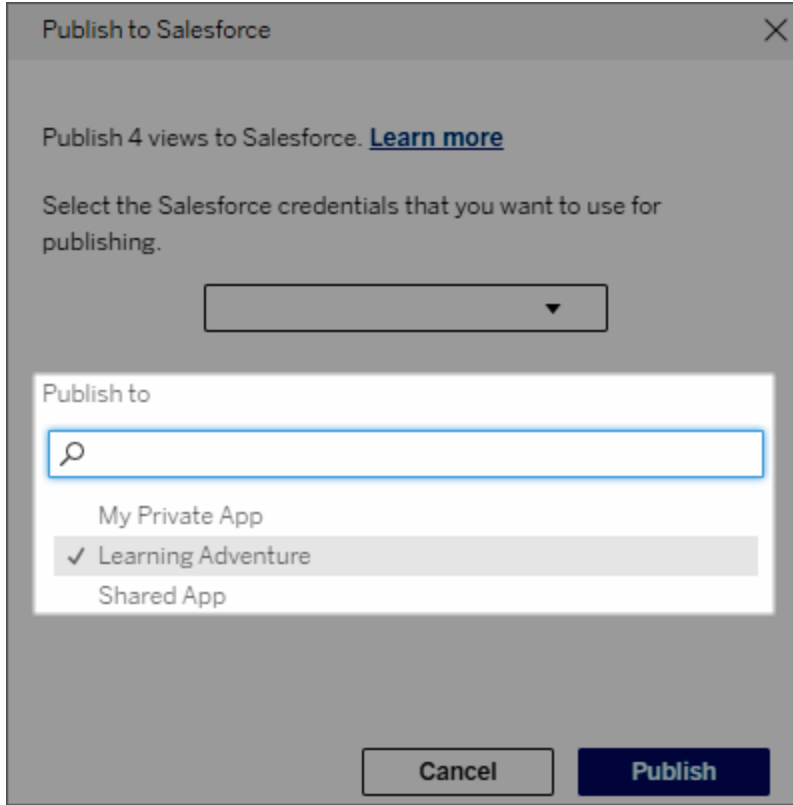 Publish to Salesforce
Publish 4 views to Salesforce. Learn more
Select the Salesforce credentials that you want to use for
publishing.
Publish to
My Private App
Learning Adventure
Shared App
Cancel
Publish